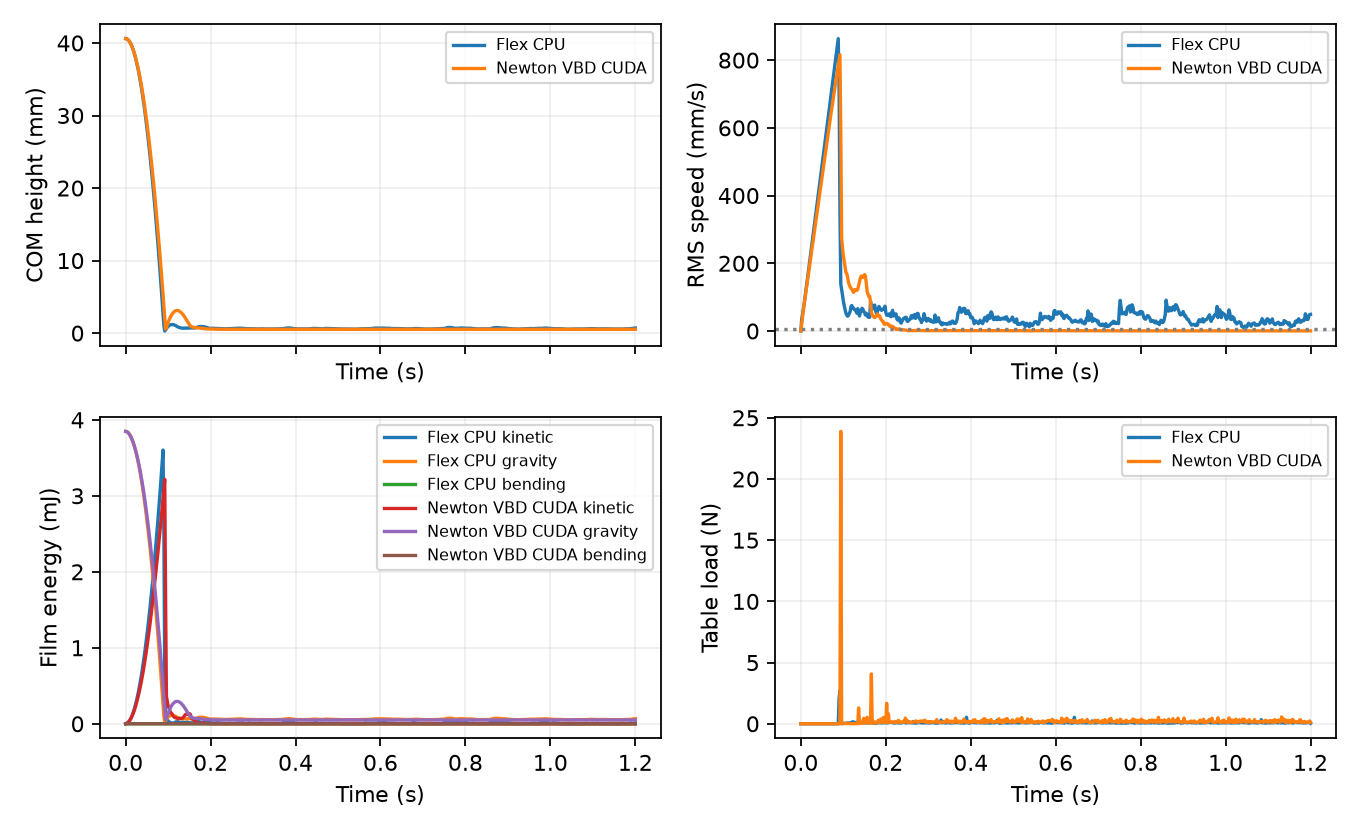 COM height (mm)
40
30
20
10
0
Flex CPU
Newton VBD CUDA
Time (s)
RMS speed (mm/s)
800
600
400
200
0
Flex CPU
Newton VBD CUDA
Time (s)
Film energy (mJ)
4
3
2
1
0
Flex CPU kinetic
Flex CPU gravity
Flex CPU bending
Newton VBD CUDA kinetic
Newton VBD CUDA gravity
Newton VBD CUDA bending
0.0 0.2 0.4 0.6 0.8 1.0 1.2
Time (s)
Table load (N)
25
20
15
10
5
0
Flex CPU
Newton VBD CUDA
0.0 0.2 0.4 0.6 0.8 1.0 1.2
Time (s)